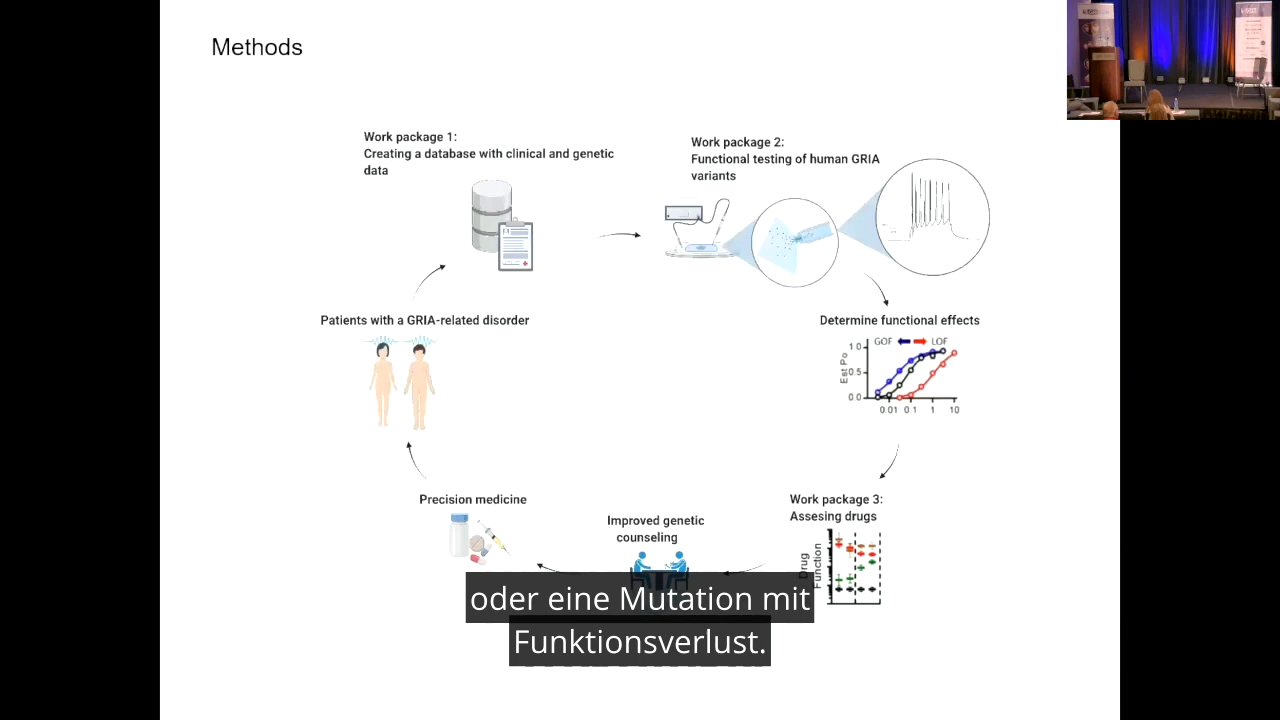 Methods
Work package 1:
Creating a database with clinical and genetic
data
Work package 2:
Functional testing of human GRIA
variants
Patients with a GRIA-related disorder
Determine functional effects
GOF
LOF
Est Po
1 0
0.5
0.0
0 01 0 1 1 10
Precision medicine
Improved genetic
counseling
Work package 3:
Assesing drugs
Drug
Function
oder eine Mutation mit
Funktionsverlust.